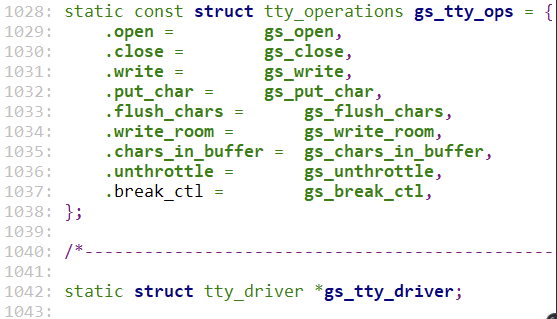 1028: static const struct tty_operations gs_tty_ops = {
1029:     .open =         gs_open,
1030:     .close =        gs_close,
1031:     .write =        gs_write,
1032:     .put_char =     gs_put_char,
1033:     .flush_chars =      gs_flush_chars,
1034:     .write_room =       gs_write_room,
1035:     .chars_in_buffer =  gs_chars_in_buffer,
1036:     .unthrottle =       gs_unthrottle,
1037:     .break_ctl =        gs_break_ctl,
1038: };
1039:
1040: /*-----------------------------------------------
1041:
1042: static struct tty_driver *gs_tty_driver;
1043: